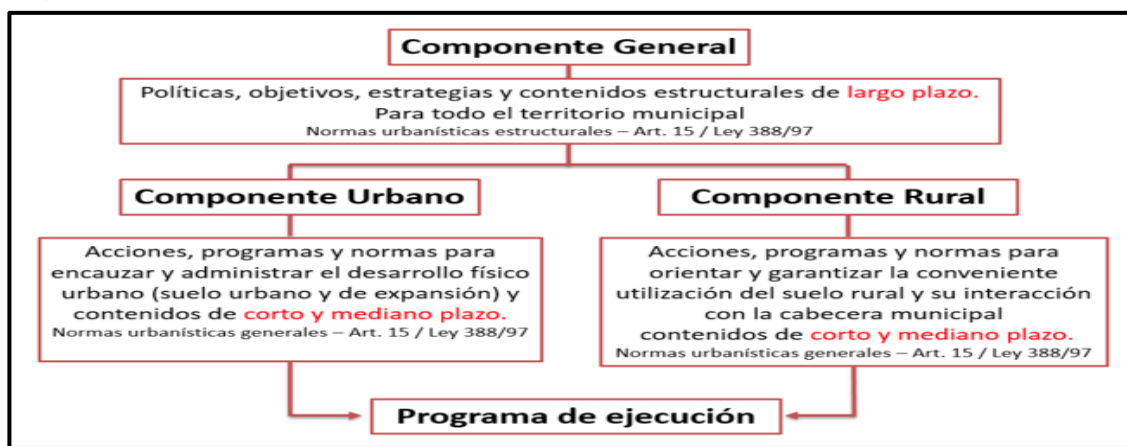 Componente General
Políticas, objetivos, estrategias y contenidos estructurales de largo plazo.
Para todo el territorio municipal
Normas urbanísticas estructurales – Art. 15 / Ley 388/97
Componente Urbano
Acciones, programas y normas para
encauzar y administrar el desarrollo físico
urbano (suelo urbano y de expansión) y
contenidos de corto y mediano plazo.
Normas urbanísticas generales – Art. 15 / Ley 388/97
Componente Rural
Acciones, programas y normas para
orientar y garantizar la conveniente
utilización del suelo rural y su interacción
con la cabecera municipal
contenidos de corto y mediano plazo.
Normas urbanísticas generales – Art. 15 / Ley 388/97
Programa de ejecución